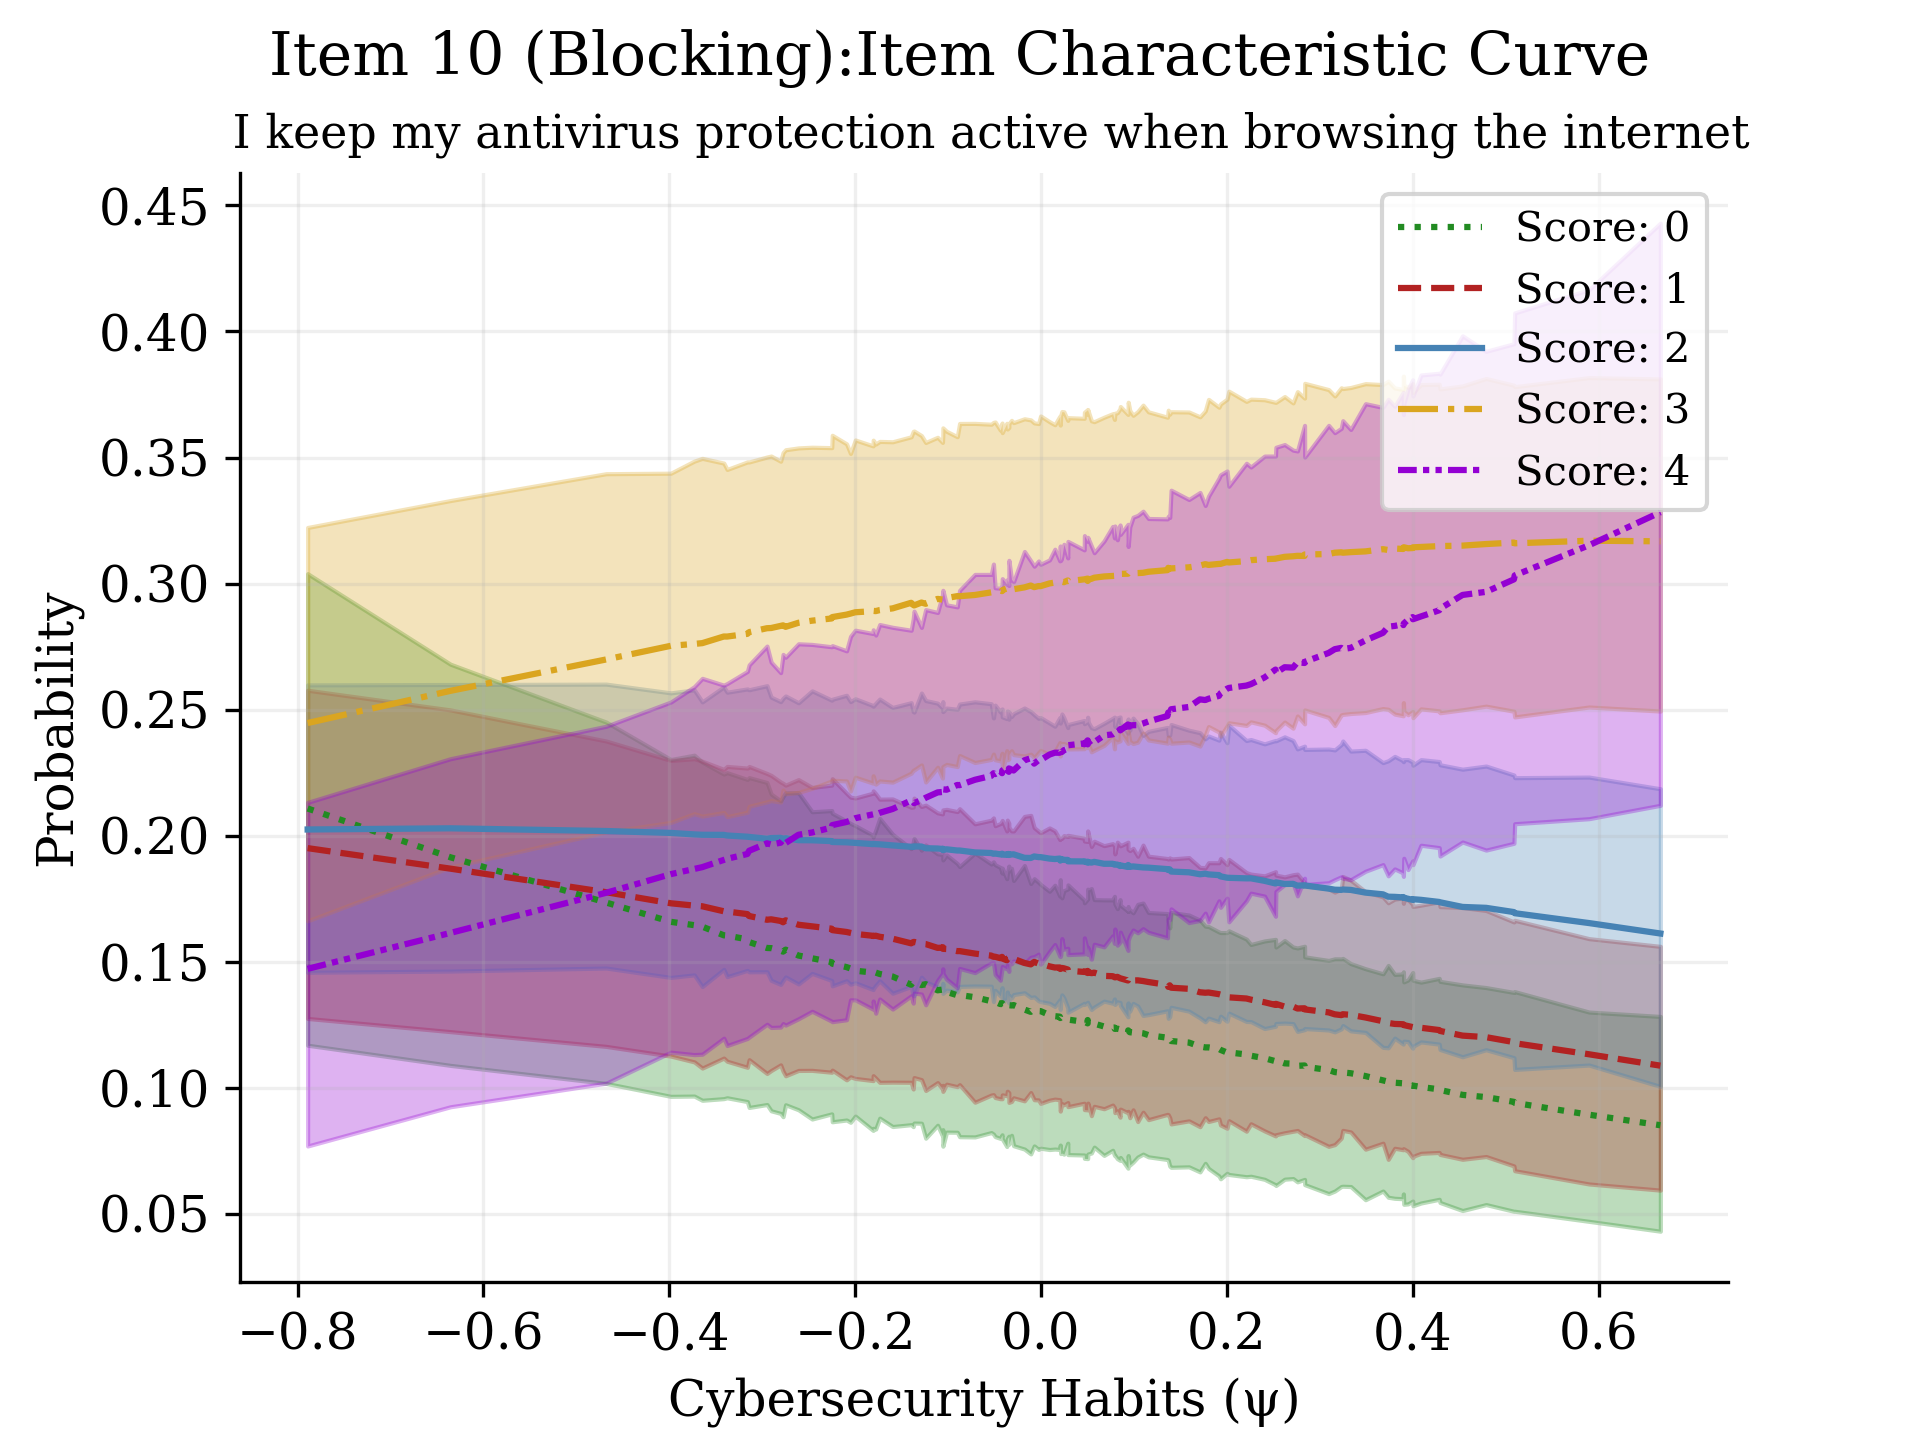 Item 10 (Blocking):Item Characteristic Curve
I keep my antivirus protection active when browsing the internet
Score: 0
Score: 1
Score: 2
Score: 3
Score: 4
0.45
0.40
0.35
0.30
0.25
0.20
0.15
0.10
0.05
Probability
−0.8 −0.6 −0.4 −0.2 0.0 0.2 0.4 0.6
Cybersecurity Habits (ψ)